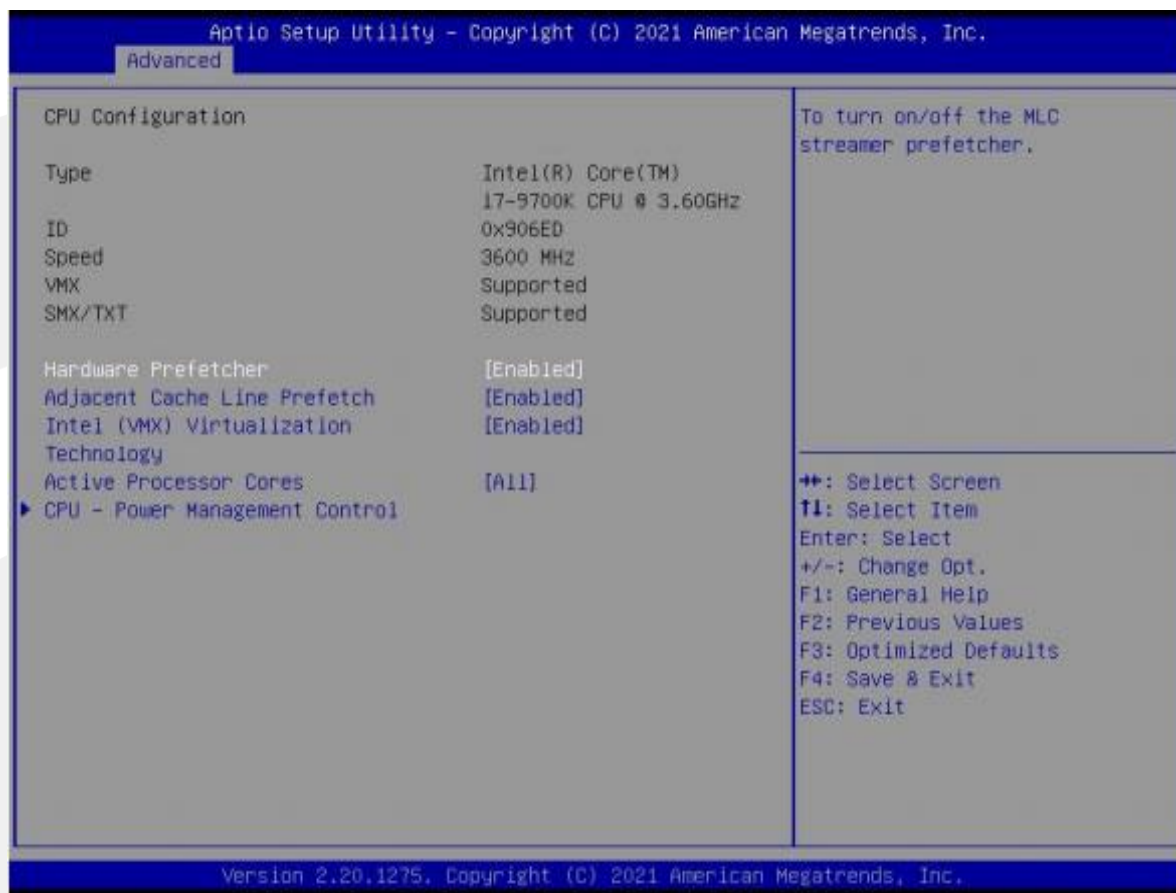 Aptio Setup Utility – Copyright (C) 2021 American Megatrends, Inc.
Advanced
CPU Configuration
Type Intel(R) Core(TM)
i7-9700K CPU @ 3.60GHz
ID 0x906ED
Speed 3600 MHz
VMX Supported
SMX/TXT Supported
Hardware Prefetcher [Enabled]
Adjacent Cache Line Prefetch [Enabled]
Intel (VMX) Virtualization [Enabled]
Technology
Active Processor Cores [All]
CPU – Power Management Control
To turn on/off the MLC
streamer prefetcher.
→←: Select Screen
↑↓: Select Item
Enter: Select
+/-: Change Opt.
F1: General Help
F2: Previous Values
F3: Optimized Defaults
F4: Save & Exit
ESC: Exit
Version 2.20.1275. Copyright (C) 2021 American Megatrends, Inc.